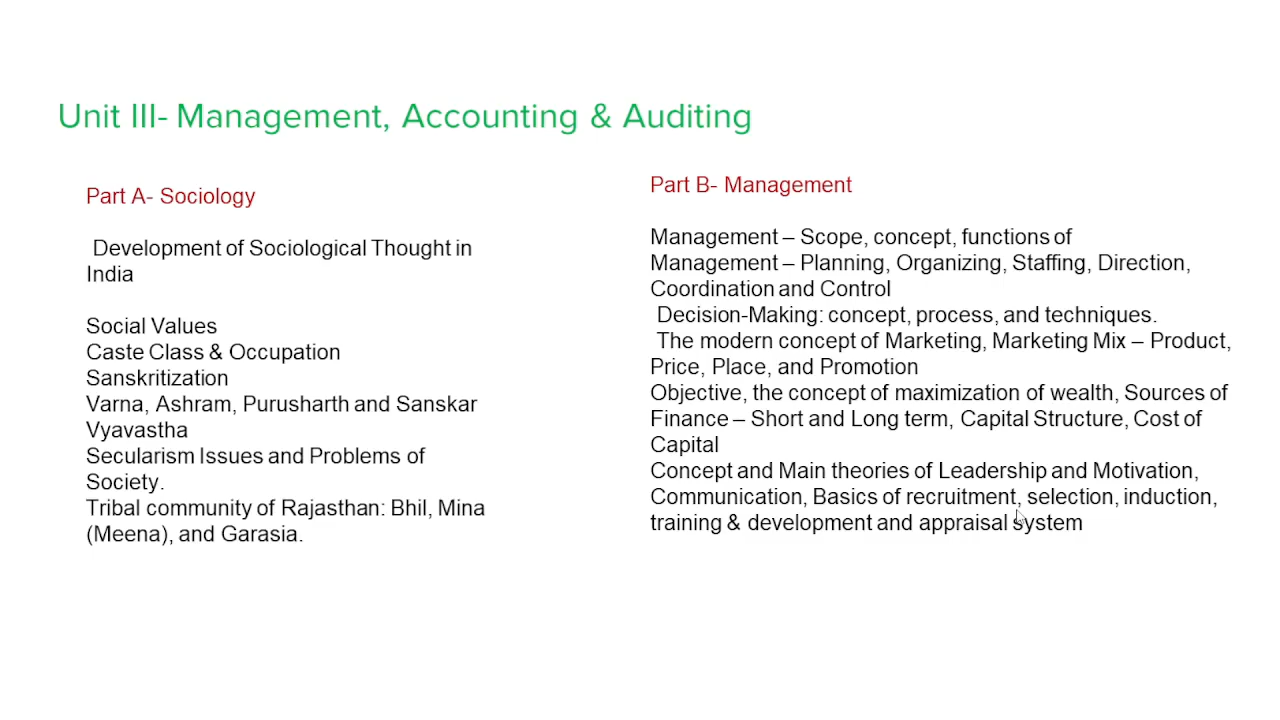 Unit III- Management, Accounting & Auditing
Part A- Sociology
Development of Sociological Thought in
India
Social Values
Caste Class & Occupation
Sanskritization
Varna, Ashram, Purusharth and Sanskar
Vyavastha
Secularism Issues and Problems of
Society.
Tribal community of Rajasthan: Bhil, Mina
(Meena), and Garasia.
Part B- Management
Management – Scope, concept, functions of
Management – Planning, Organizing, Staffing, Direction,
Coordination and Control
Decision-Making: concept, process, and techniques.
The modern concept of Marketing, Marketing Mix – Product,
Price, Place, and Promotion
Objective, the concept of maximization of wealth, Sources of
Finance – Short and Long term, Capital Structure, Cost of
Capital
Concept and Main theories of Leadership and Motivation,
Communication, Basics of recruitment, selection, induction,
training & development and appraisal system